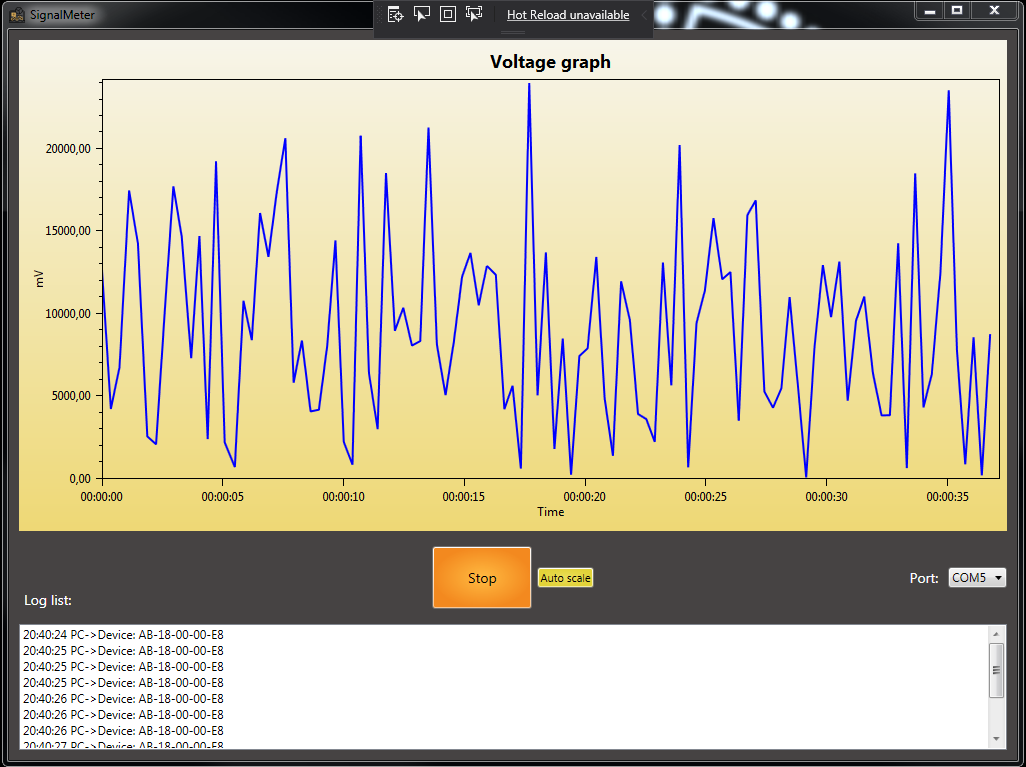 SignalMeter
Hot Reload unavailable
Voltage graph
20000,00
15000,00
mV
10000,00
5000,00
0,00
00:00:00 00:00:05 00:00:10 00:00:15 00:00:20 00:00:25 00:00:30 00:00:35
Time
Stop
Auto scale
Port: COM5
Log list:
20:40:24 PC->Device: AB-18-00-00-E8
20:40:25 PC->Device: AB-18-00-00-E8
20:40:25 PC->Device: AB-18-00-00-E8
20:40:25 PC->Device: AB-18-00-00-E8
20:40:26 PC->Device: AB-18-00-00-E8
20:40:26 PC->Device: AB-18-00-00-E8
20:40:26 PC->Device: AB-18-00-00-E8
20:40:27 PC->Device: AB-18-00-00-E8